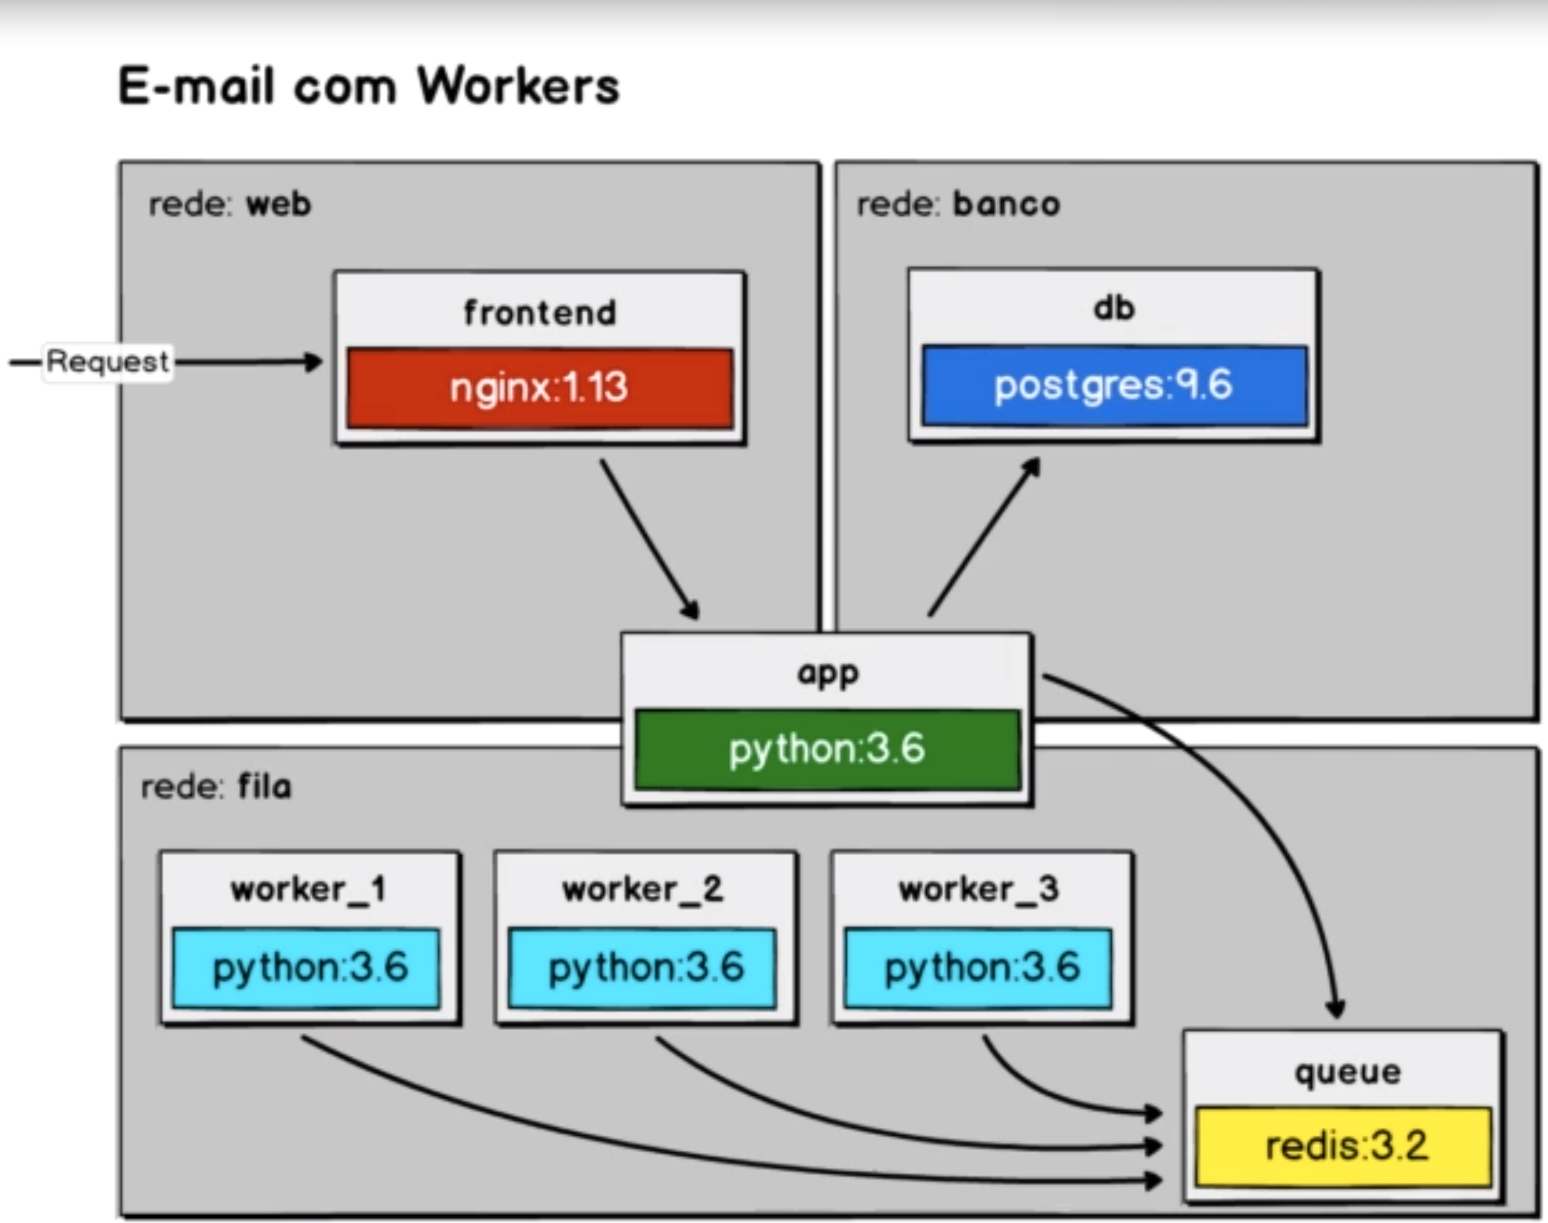 E-mail com Workers
rede: web
rede: banco
Request
frontend
nginx:1.13
db
postgres:9.6
app
python:3.6
rede: fila
worker_1
python:3.6
worker_2
python:3.6
worker_3
python:3.6
queue
redis:3.2